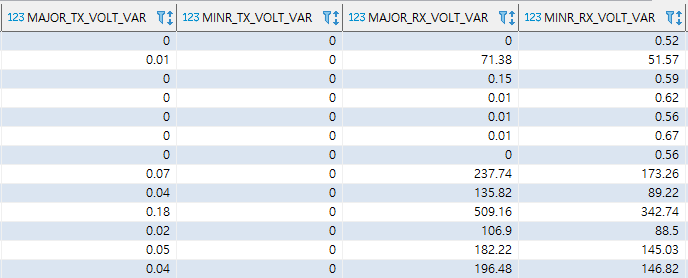 123 MAJOR_TX_VOLT_VAR 123 MINR_TX_VOLT_VAR 123 MAJOR_RX_VOLT_VAR 123 MINR_RX_VOLT_VAR
0 0 0 0.52
0.01 0 71.38 51.57
0 0 0.15 0.59
0 0 0.01 0.62
0 0 0.01 0.56
0 0 0.01 0.67
0 0 0 0.56
0.07 0 237.74 173.26
0.04 0 135.82 89.22
0.18 0 509.16 342.74
0.02 0 106.9 88.5
0.05 0 182.22 145.03
0.04 0 196.48 146.82